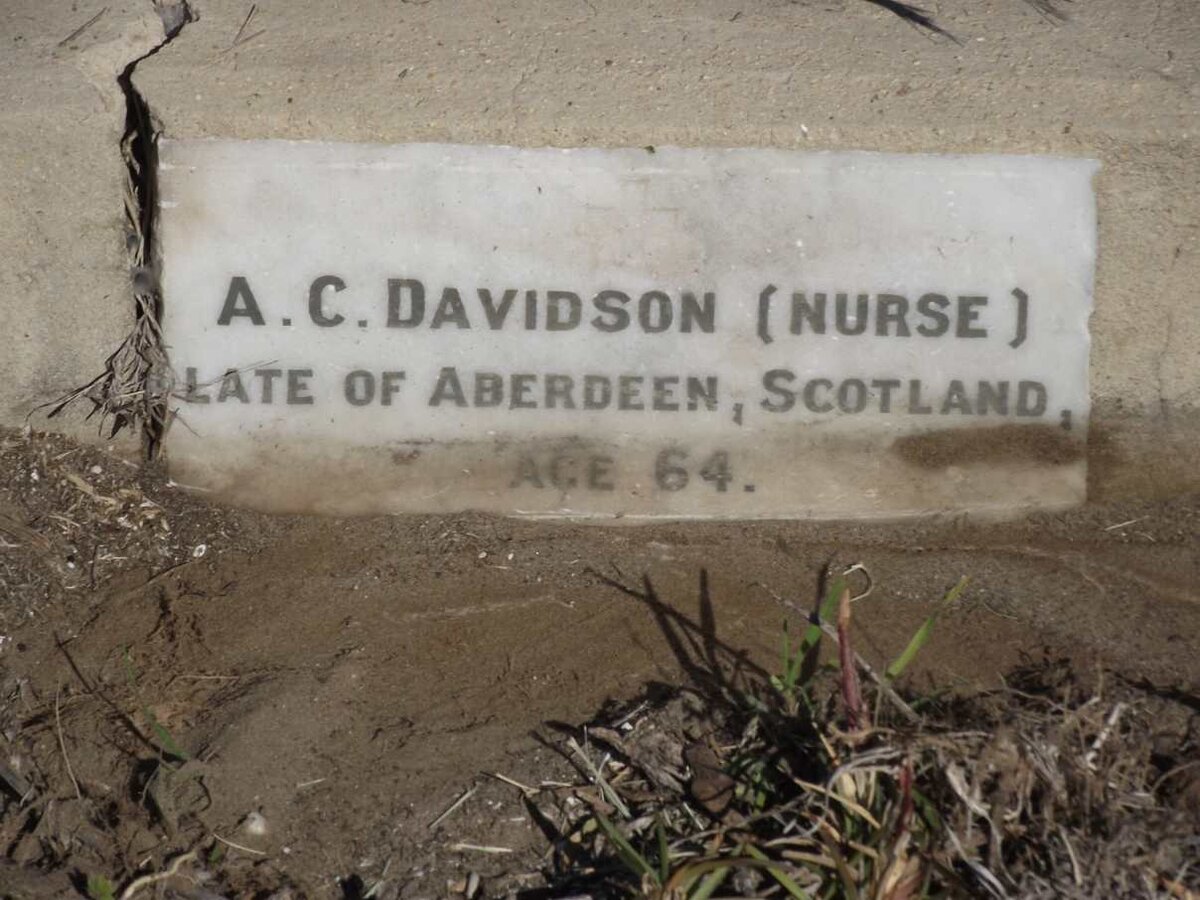 A. C. DAVIDSON (NURSE)
LATE OF ABERDEEN, SCOTLAND,
AGE 64.